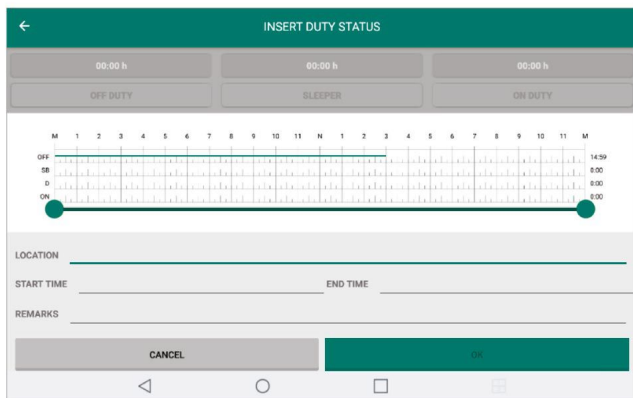 INSERT DUTY STATUS
00:00 h 00:00 h 00:00 h
OFF DUTY SLEEPER ON DUTY
M 1 2 3 4 5 6 7 8 9 10 11 N 1 2 3 4 5 6 7 8 9 10 11 M
OFF 14:59
SB 0:00
D 0:00
ON 0:00
LOCATION
START TIME END TIME
REMARKS
CANCEL OK